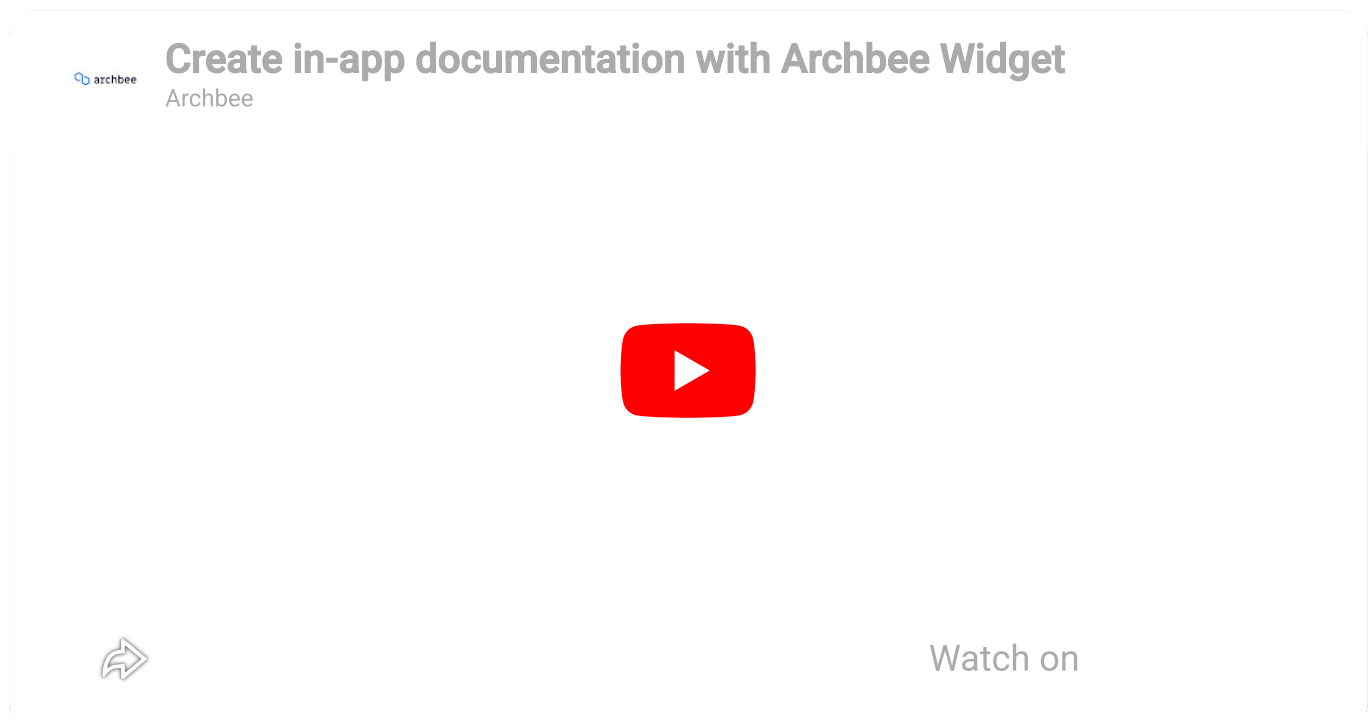 Create in-app documentation with Archbee Widget
archbee
Archbee
Watch on